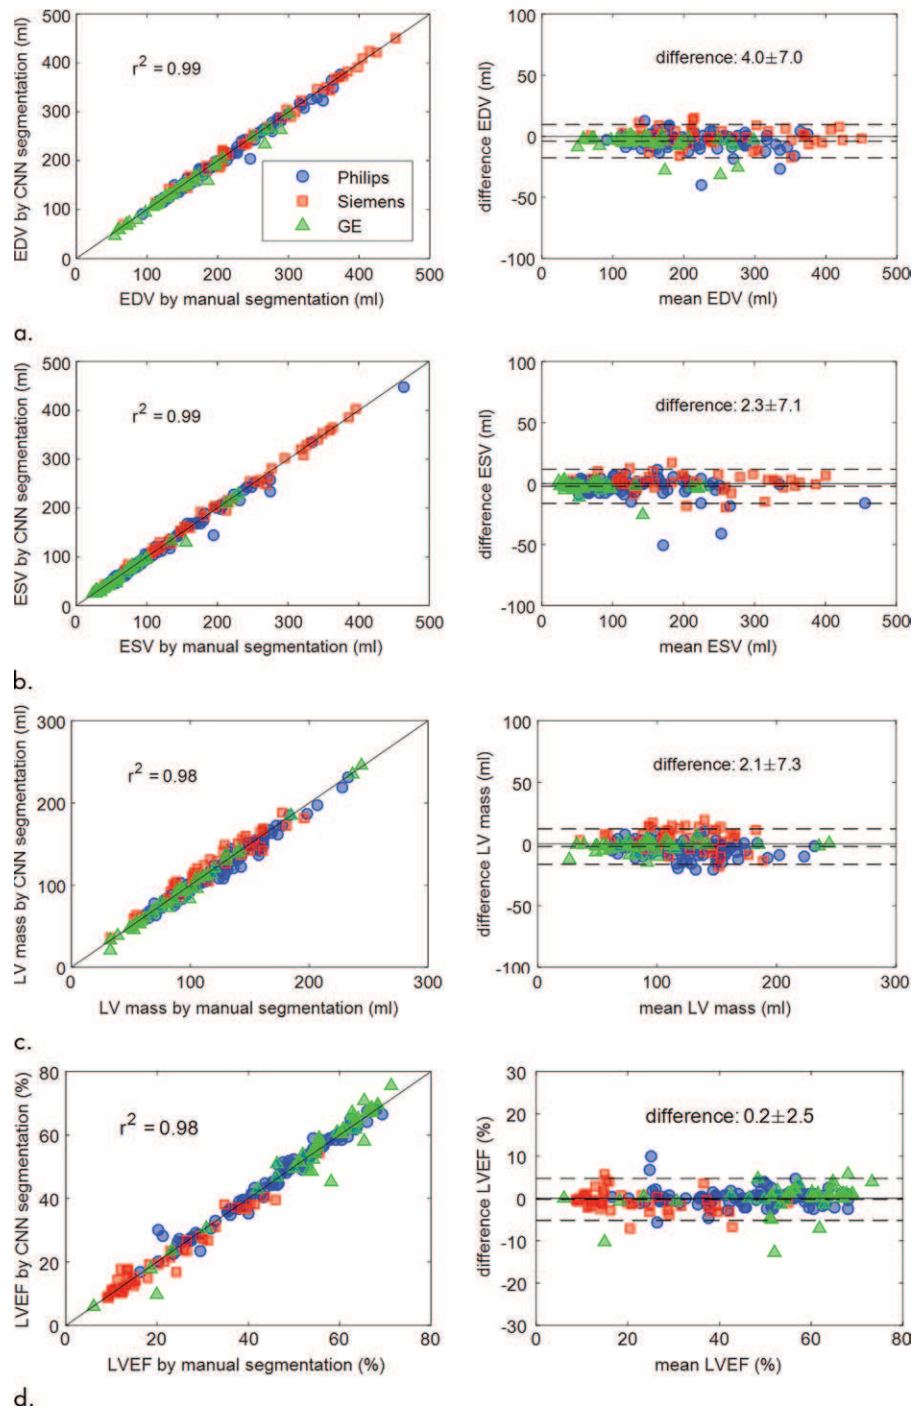 EDV by CNN segmentation (ml)
500
400
300
200
100
0
r² = 0.99
Philips
Siemens
GE
0 100 200 300 400 500
EDV by manual segmentation (ml)
difference EDV (ml)
100
50
0
-50
-100
difference: 4.0±7.0
0 100 200 300 400 500
mean EDV (ml)
a.
ESV by CNN segmentation (ml)
500
400
300
200
100
0
r² = 0.99
0 100 200 300 400 500
ESV by manual segmentation (ml)
difference ESV (ml)
100
50
0
-50
-100
difference: 2.3±7.1
0 100 200 300 400 500
mean ESV (ml)
b.
LV mass by CNN segmentation (ml)
300
200
100
0
r² = 0.98
0 100 200 300
LV mass by manual segmentation (ml)
difference LV mass (ml)
100
50
0
-50
-100
difference: 2.1±7.3
0 100 200 300
mean LV mass (ml)
c.
LVEF by CNN segmentation (%)
80
60
40
20
0
r² = 0.98
0 20 40 60 80
LVEF by manual segmentation (%)
difference LVEF (%)
30
20
10
0
-10
-20
-30
difference: 0.2±2.5
0 20 40 60 80
mean LVEF (%)
d.